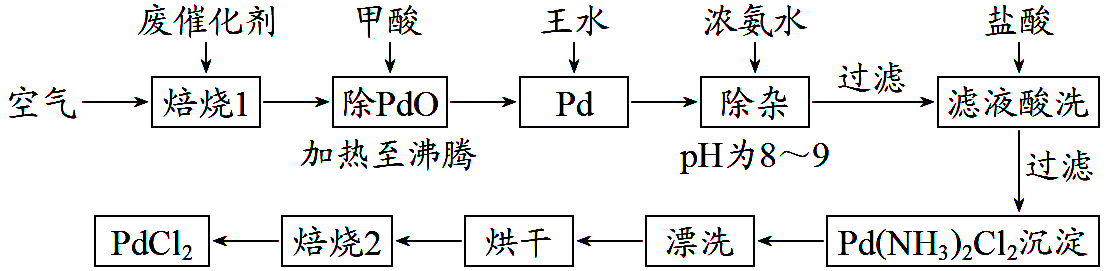 废催化剂 甲酸 王水 浓氨水 盐酸
空气 焙烧1 除PdO Pd 除杂 过滤 滤液酸洗
加热至沸腾 pH为8～9 过滤
PdCl₂ 焙烧2 烘干 漂洗 Pd(NH₃)₂Cl₂沉淀